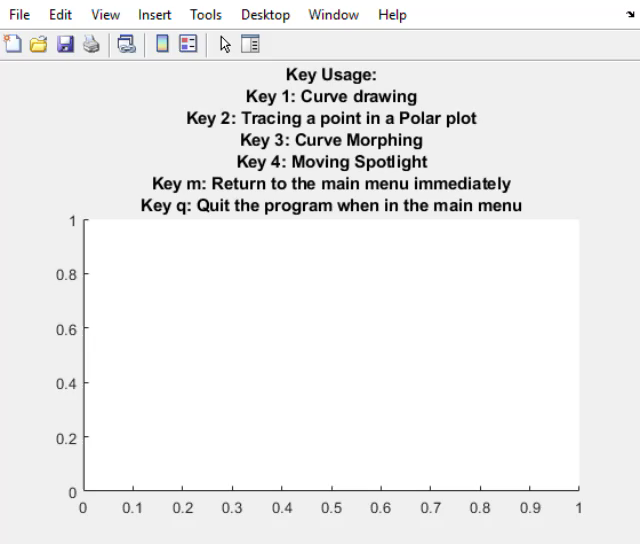 File Edit View Insert Tools Desktop Window Help
Key Usage:
Key 1: Curve drawing
Key 2: Tracing a point in a Polar plot
Key 3: Curve Morphing
Key 4: Moving Spotlight
Key m: Return to the main menu immediately
Key q: Quit the program when in the main menu
1
0.8
0.6
0.4
0.2
0
0 0.1 0.2 0.3 0.4 0.5 0.6 0.7 0.8 0.9 1